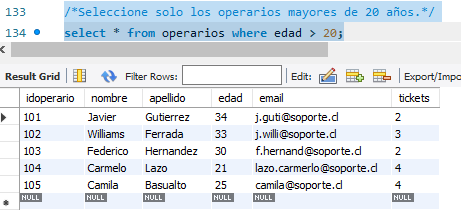 133 /*Seleccione solo los operarios mayores de 20 años.*/
134 select * from operarios where edad > 20;
Result Grid Filter Rows: Edit: Export/Impo
idoperario nombre apellido edad email tickets
101 Javier Gutierrez 34 j.guti@soporte.cl 2
102 Williams Ferrada 33 j.willi@soporte.cl 3
103 Federico Hernandez 30 f.hernand@soporte.cl 2
104 Carmelo Lazo 21 lazo.carmerlo@soporte.cl 4
105 Camila Basualto 25 camila@soporte.cl 4
NULL NULL NULL NULL NULL NULL